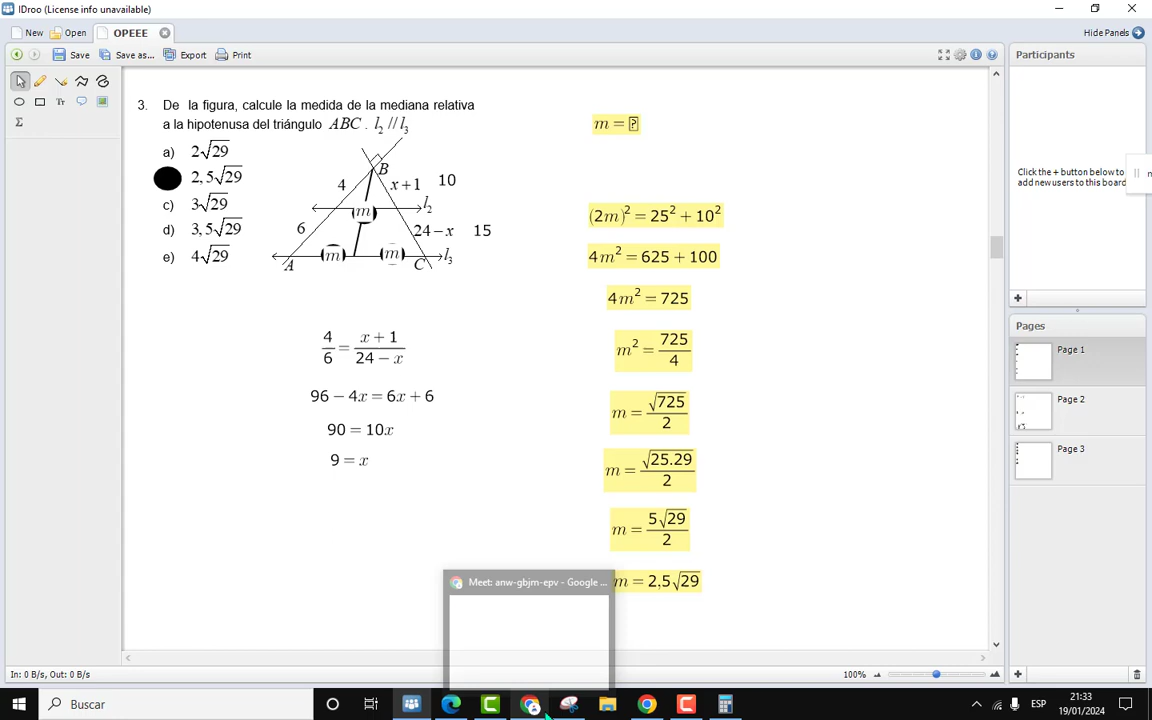 IDroo (License info unavailable)
New Open OPEEE Hide Panels
Save Save as... Export Print
Tr
Σ
3. De la figura, calcule la medida de la mediana relativa
a la hipotenusa del triángulo ABC . l₂ // l₃
a) 2√29
2,5√29
c) 3√29
d) 3,5√29
e) 4√29
B
4 x+1 10
m l₂
6 24−x 15
m m
A C l₃
4/6 = (x + 1)/(24 − x)
96 − 4x = 6x + 6
90 = 10x
9 = x
m = ?
(2m)² = 25² + 10²
4m² = 625 + 100
4m² = 725
m² = 725/4
m = √725/2
m = √25.29/2
m = 5√29/2
m = 2,5√29
Participants
Click the + button below to
add new users to this board
Pages
Page 1
Page 2
Page 3
Meet: anw-gbjm-epv - Google ...
In: 0 B/s, Out: 0 B/s
100%
Buscar
ESP
21:33
19/01/2024